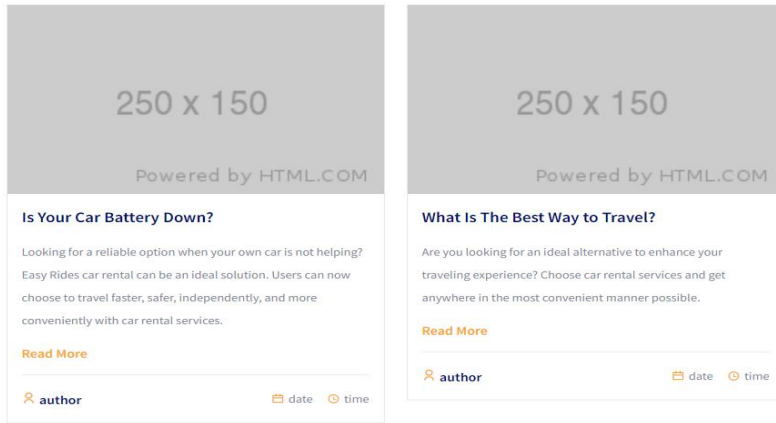 250 x 150
Powered by HTML.COM
Is Your Car Battery Down?
Looking for a reliable option when your own car is not helping?
Easy Rides car rental can be an ideal solution. Users can now
choose to travel faster, safer, independently, and more
conveniently with car rental services.
Read More
author date time
250 x 150
Powered by HTML.COM
What Is The Best Way to Travel?
Are you looking for an ideal alternative to enhance your
traveling experience? Choose car rental services and get
anywhere in the most convenient manner possible.
Read More
author date time